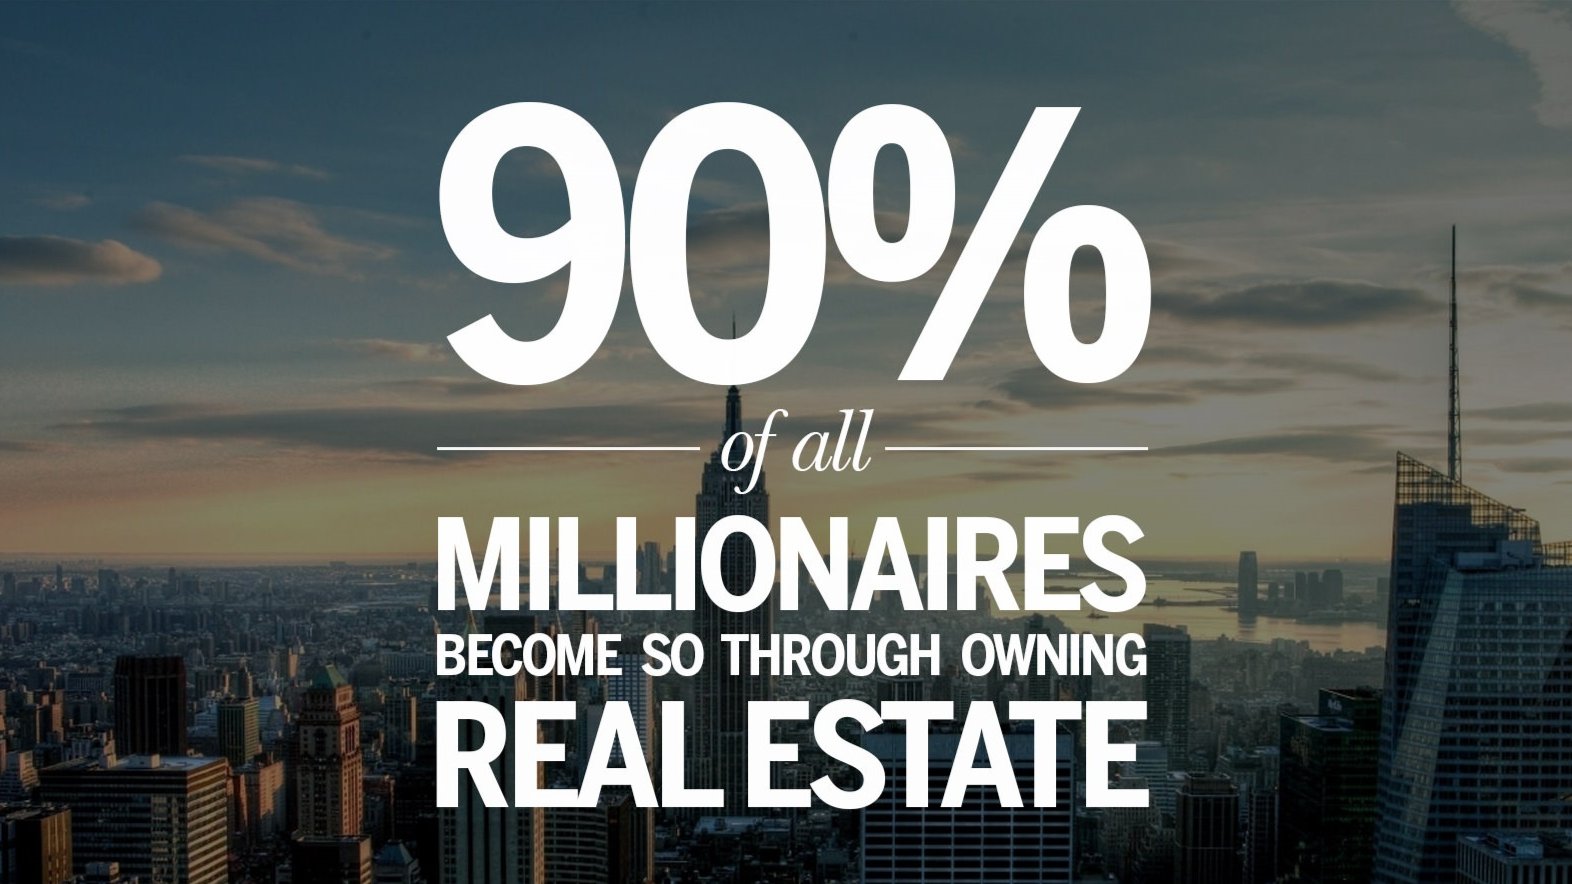 90%
of all
MILLIONAIRES
BECOME SO THROUGH OWNING
REAL ESTATE